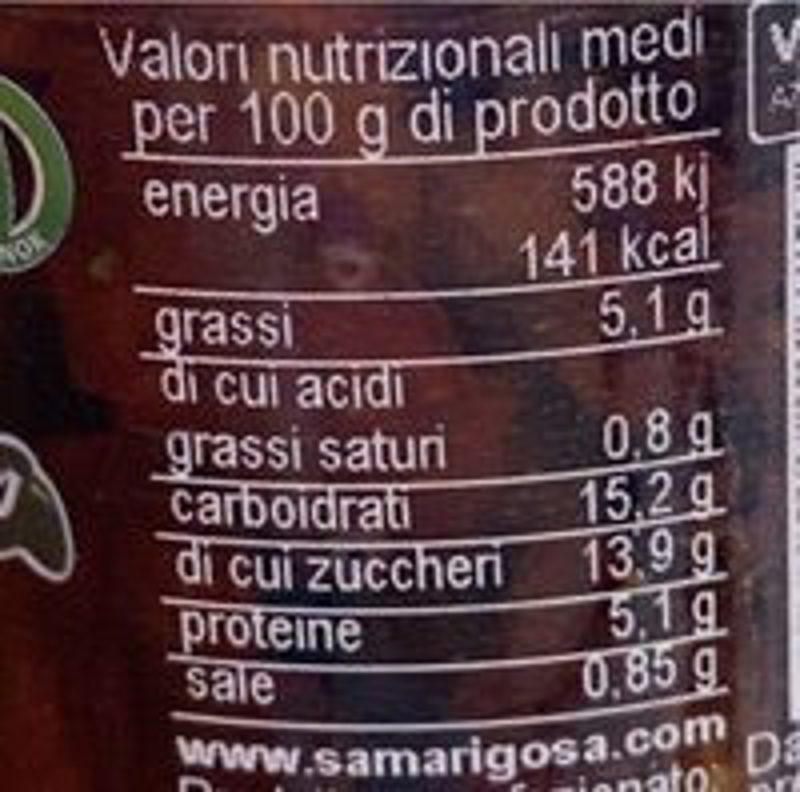 Valori nutrizionali medi
per 100 g di prodotto
energia 588 kj
141 kcal
grassi 5,1 g
di cui acidi
grassi saturi 0,8 g
carboidrati 15,2 g
di cui zuccheri 13,9 g
proteine 5,1 g
sale 0,85 g
www.samarigosa.com